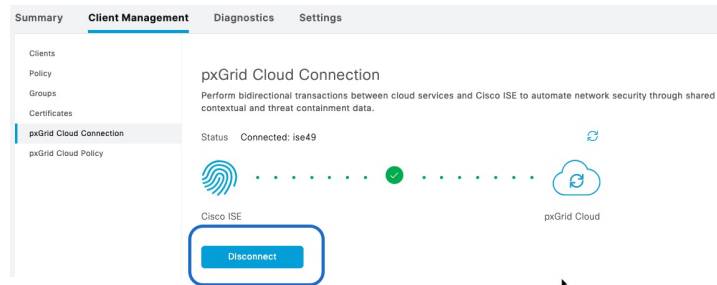 Summary Client Management Diagnostics Settings
Clients
Policy
Groups
Certificates
pxGrid Cloud Connection
pxGrid Cloud Policy
pxGrid Cloud Connection
Perform bidirectional transactions between cloud services and Cisco ISE to automate network security through shared
contextual and threat containment data.
Status Connected: ise49
Cisco ISE pxGrid Cloud
Disconnect